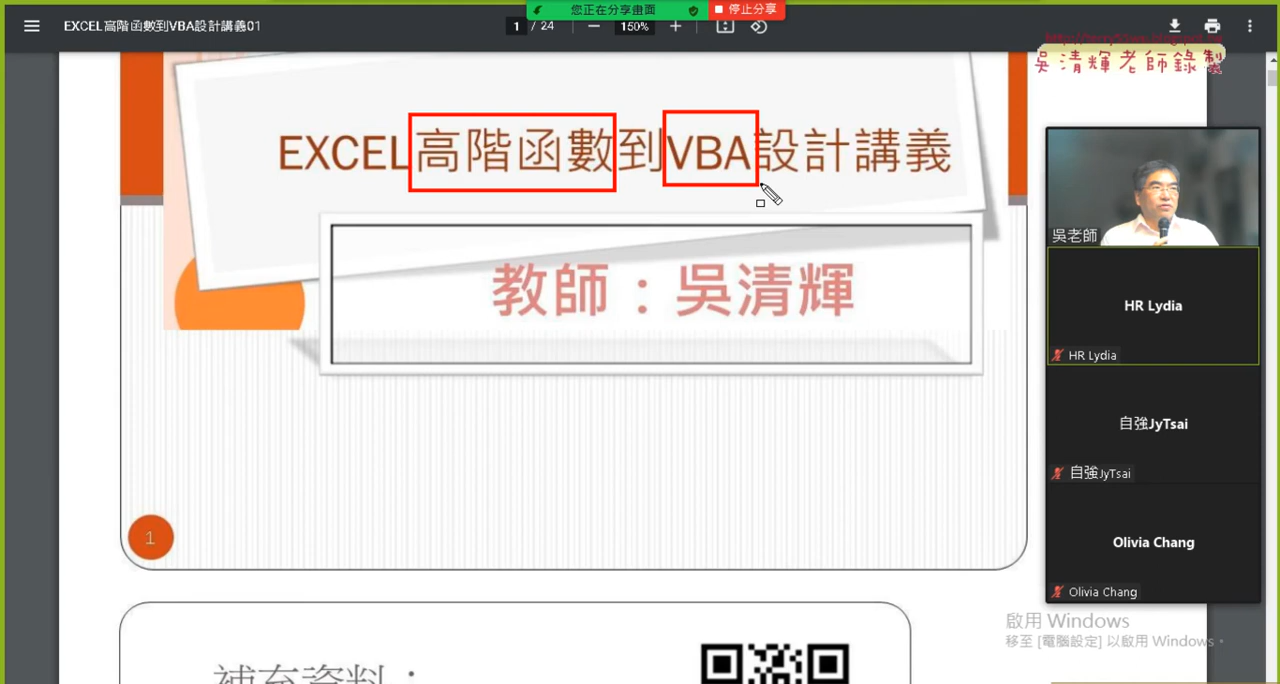 您正在分享畫面
停止分享
EXCEL高階函數到VBA設計講義01
1 / 24
150%
吳清輝老師錄製
EXCEL高階函數到VBA設計講義
教師：吳清輝
吳老師
HR Lydia
HR Lydia
自強JyTsai
自強JyTsai
Olivia Chang
Olivia Chang
1
啟用 Windows
移至 [電腦設定] 以啟用 Windows。
補充資料：